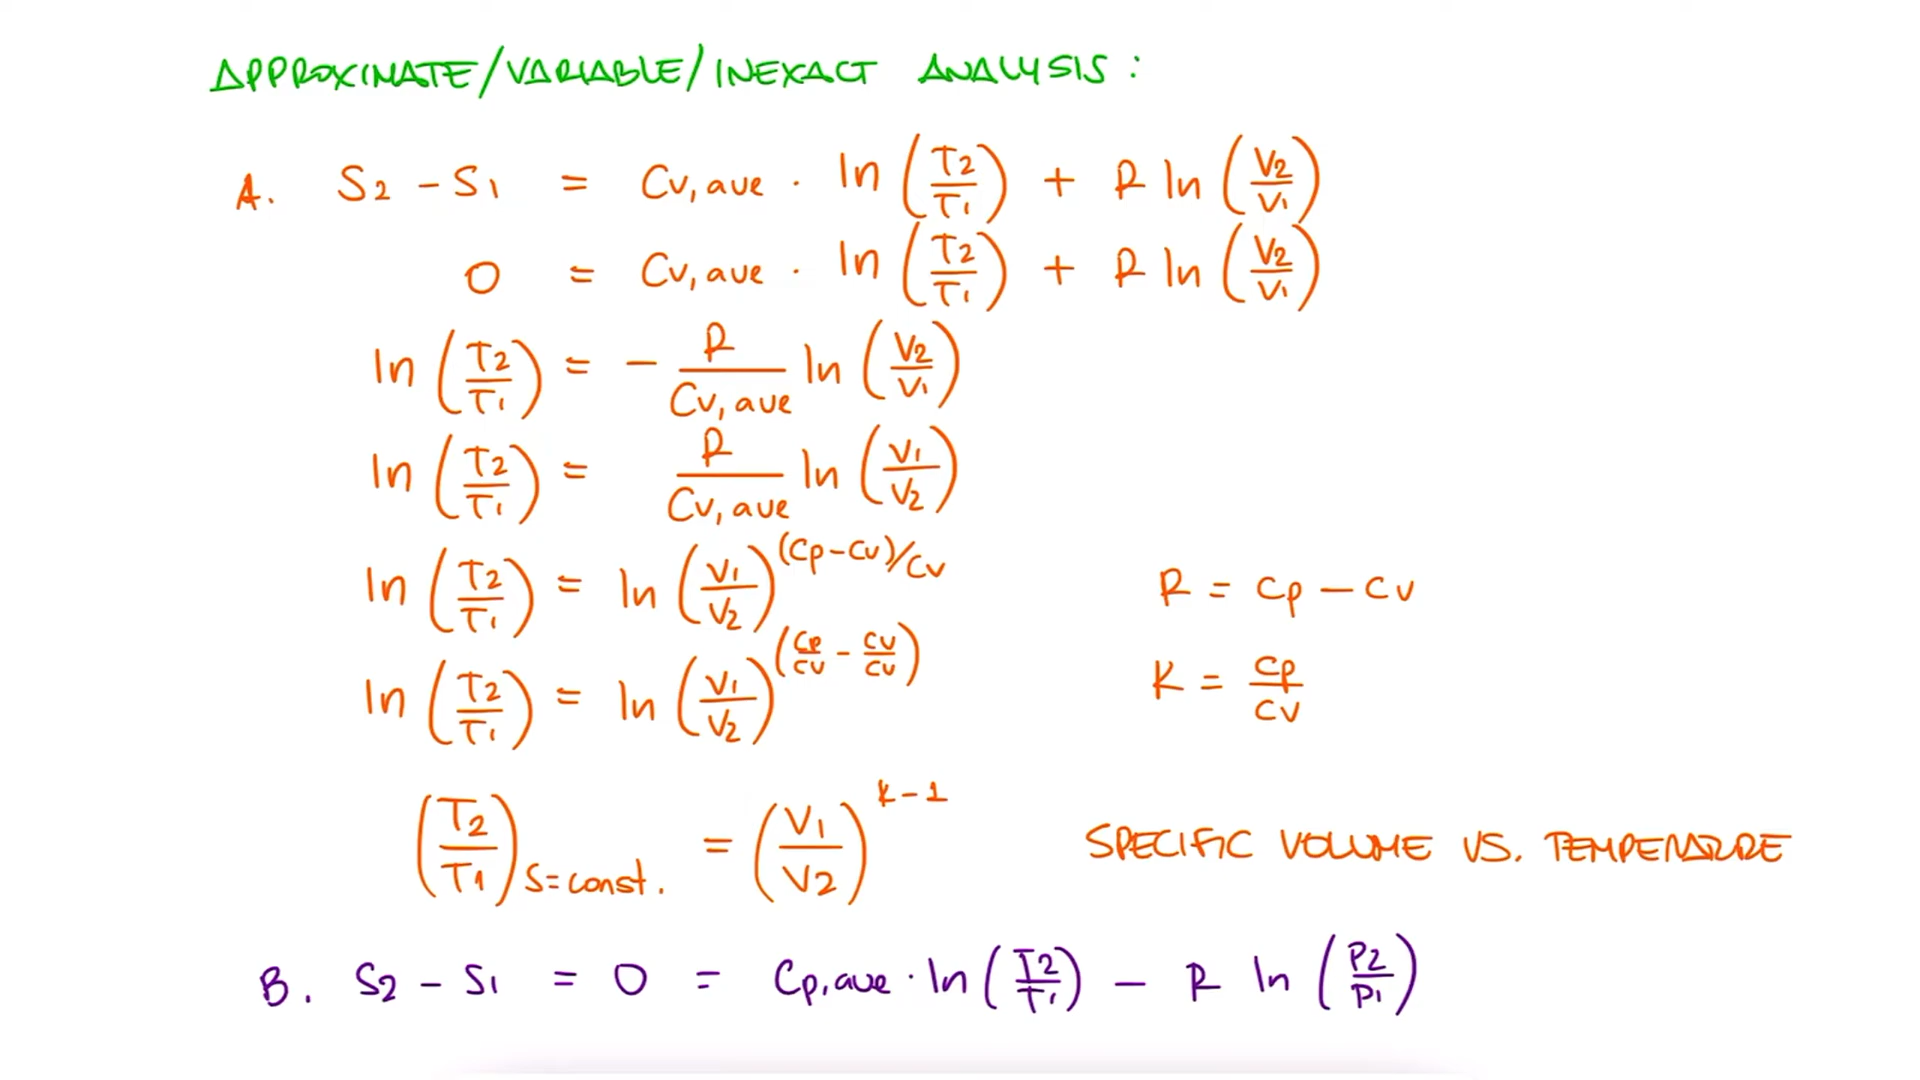 APPROXIMATE/VARIABLE/INEXACT ANALYSIS:
A. S2 - S1 = Cv,ave · ln (T2/T1) + R ln (V2/V1)
0 = Cv,ave · ln (T2/T1) + R ln (V2/V1)
ln (T2/T1) = - R/Cv,ave ln (V2/V1)
ln (T2/T1) = R/Cv,ave ln (V1/V2)
ln (T2/T1) = ln (V1/V2)^(Cp-Cv)/Cv
R = Cp - Cv
ln (T2/T1) = ln (V1/V2)^(Cp/Cv - Cv/Cv)
K = Cp/Cv
(T2/T1) S=const. = (V1/V2)^k-1
SPECIFIC VOLUME VS. TEMPERATURE
B. S2 - S1 = 0 = Cp,ave · ln (T2/T1) - R ln (P2/P1)